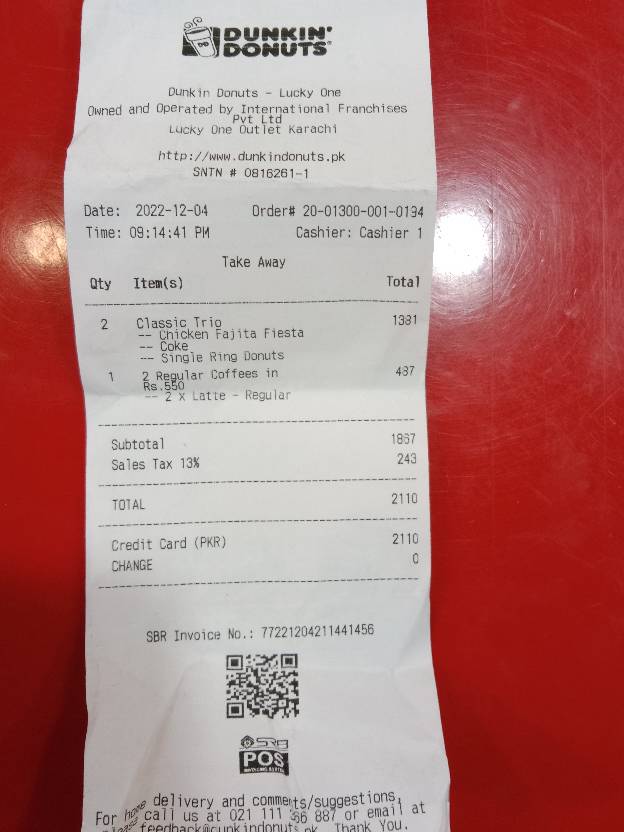 DUNKIN'
DONUTS
Dunkin Donuts - Lucky One
Owned and Operated by International Franchises
Pvt Ltd
Lucky One Outlet Karachi
http://www.dunkindonuts.pk
SNTN # 0816261-1
Date: 2022-12-04 Order# 20-01300-001-0194
Time: 09:14:41 PM Cashier: Cashier 1
Take Away
Qty Item(s) Total
2 Classic Trio 1381
-- Chicken Fajita Fiesta
-- Coke
-- Single Ring Donuts
1 2 Regular Coffees in 487
Rs.550
-- 2 x Latte - Regular
Subtotal 1867
Sales Tax 13% 243
TOTAL 2110
Credit Card (PKR) 2110
CHANGE 0
SBR Invoice No.: 77221204211441456
SRB
POS
For home delivery and comments/suggestions,
please call us at 021 111 366 887 or email at
feedback@dunkindonuts.pk. Thank You.